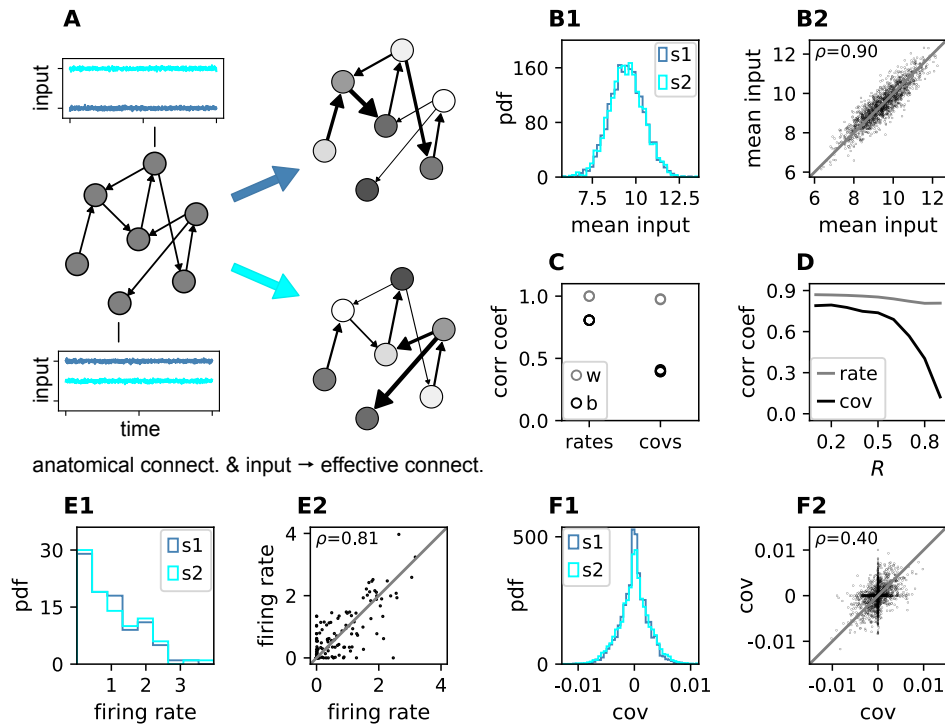 A
input
input
time
anatomical connect. & input → effective connect.
B1
s1
s2
pdf
160
80
0
7.5 10.0 12.5
mean input
B2
ρ=0.90
mean input
12
10
8
6
6 8 10 12
mean input
C
corr coef
1.0
0.5
0.0
w
b
rates covs
D
corr coef
0.9
0.6
0.3
0.0
rate
cov
0.2 0.5 0.8
R
E1
s1
s2
pdf
30
15
0
1 2 3
firing rate
E2
ρ=0.81
firing rate
4
2
0
0 2 4
firing rate
F1
s1
s2
pdf
500
0
-0.01 0 0.01
cov
F2
ρ=0.40
cov
0.01
0
-0.01
-0.01 0 0.01
cov